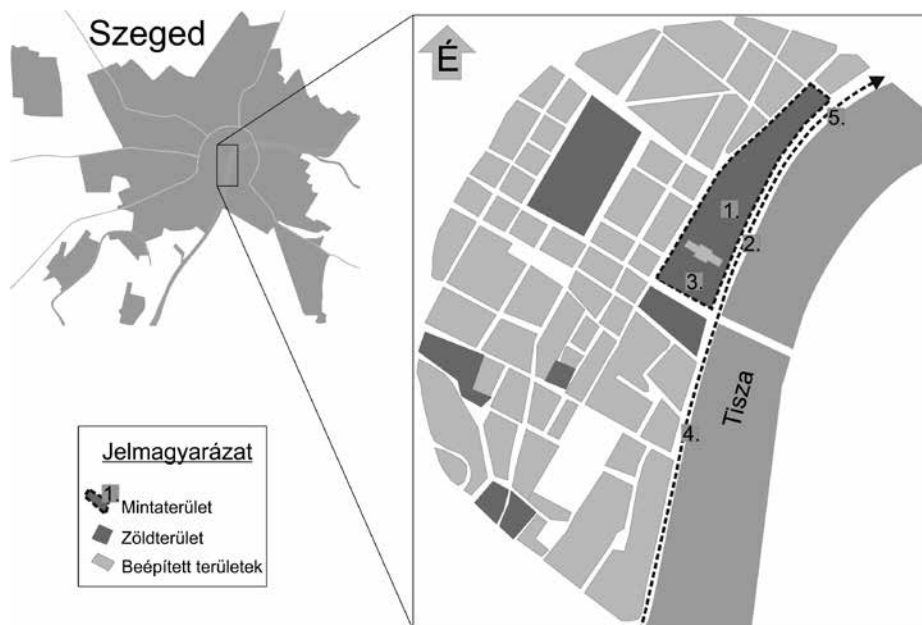 Szeged
É
5.
1.
2.
3.
Tisza
4.
Jelmagyarázat
1.
Mintaterület
Zöldterület
Beépített területek